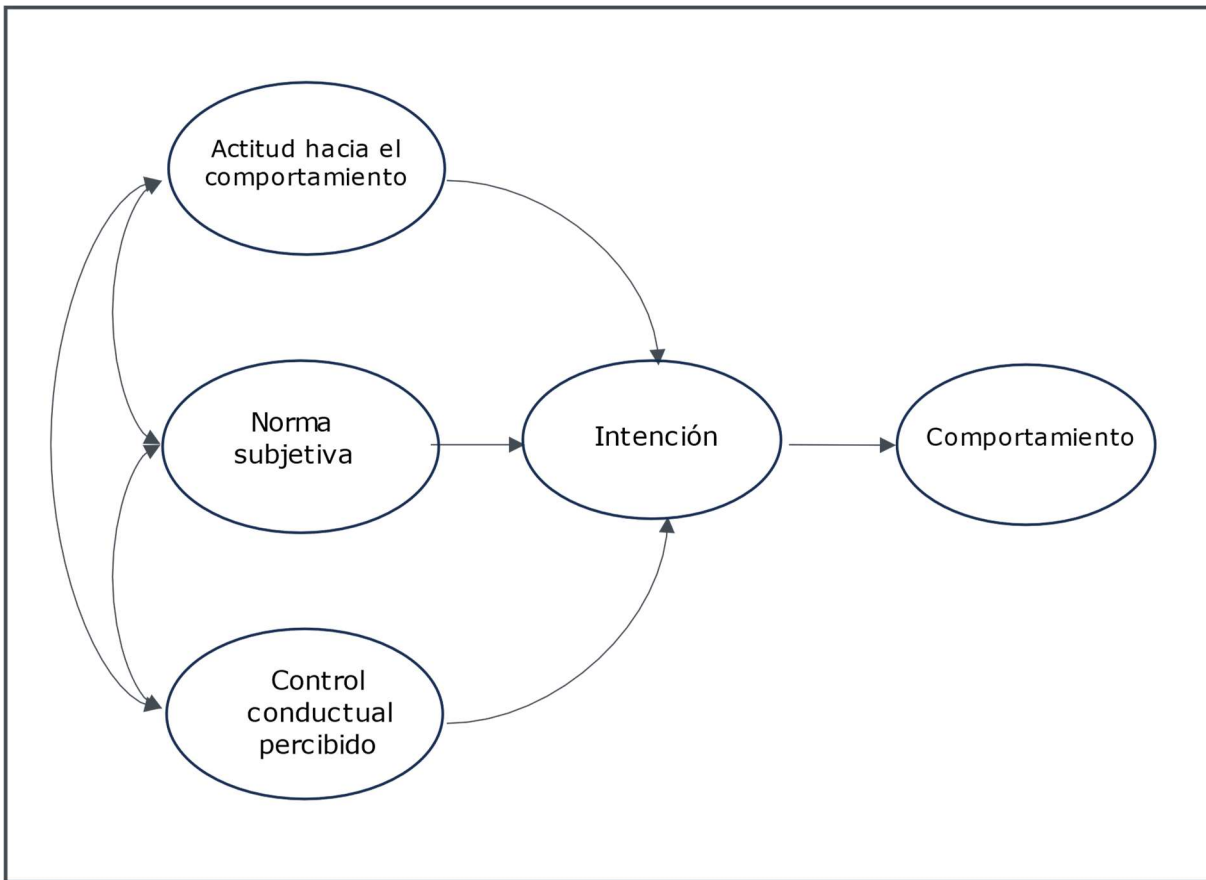 Actitud hacia el
comportamiento
Norma
subjetiva
Intención
Comportamiento
Control
conductual
percibido